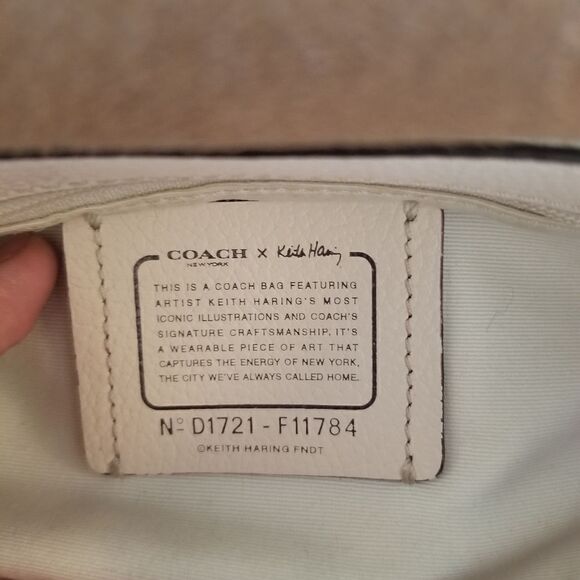 COACH x Keith Haring
NEW YORK
THIS IS A COACH BAG FEATURING
ARTIST KEITH HARING'S MOST
ICONIC ILLUSTRATIONS AND COACH'S
SIGNATURE CRAFTSMANSHIP. IT'S
A WEARABLE PIECE OF ART THAT
CAPTURES THE ENERGY OF NEW YORK,
THE CITY WE'VE ALWAYS CALLED HOME.
Nº D1721 - F11784
©KEITH HARING FNDT